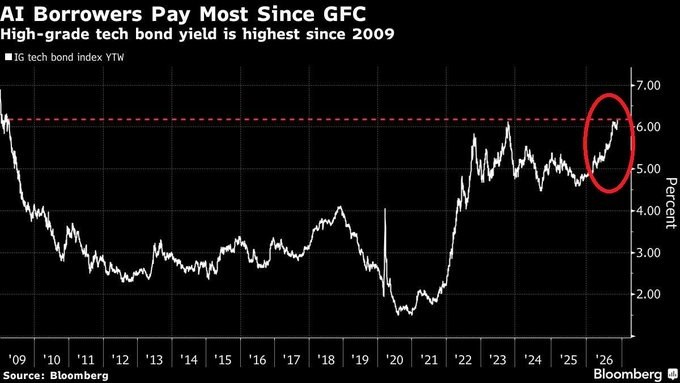 AI Borrowers Pay Most Since GFC
High-grade tech bond yield is highest since 2009
IG tech bond index YTW
7.00
6.00
5.00
4.00
3.00
2.00
Percent
'09 '10 '11 '12 '13 '14 '15 '16 '17 '18 '19 '20 '21 '22 '23 '24 '25 '26
Source: Bloomberg
Bloomberg